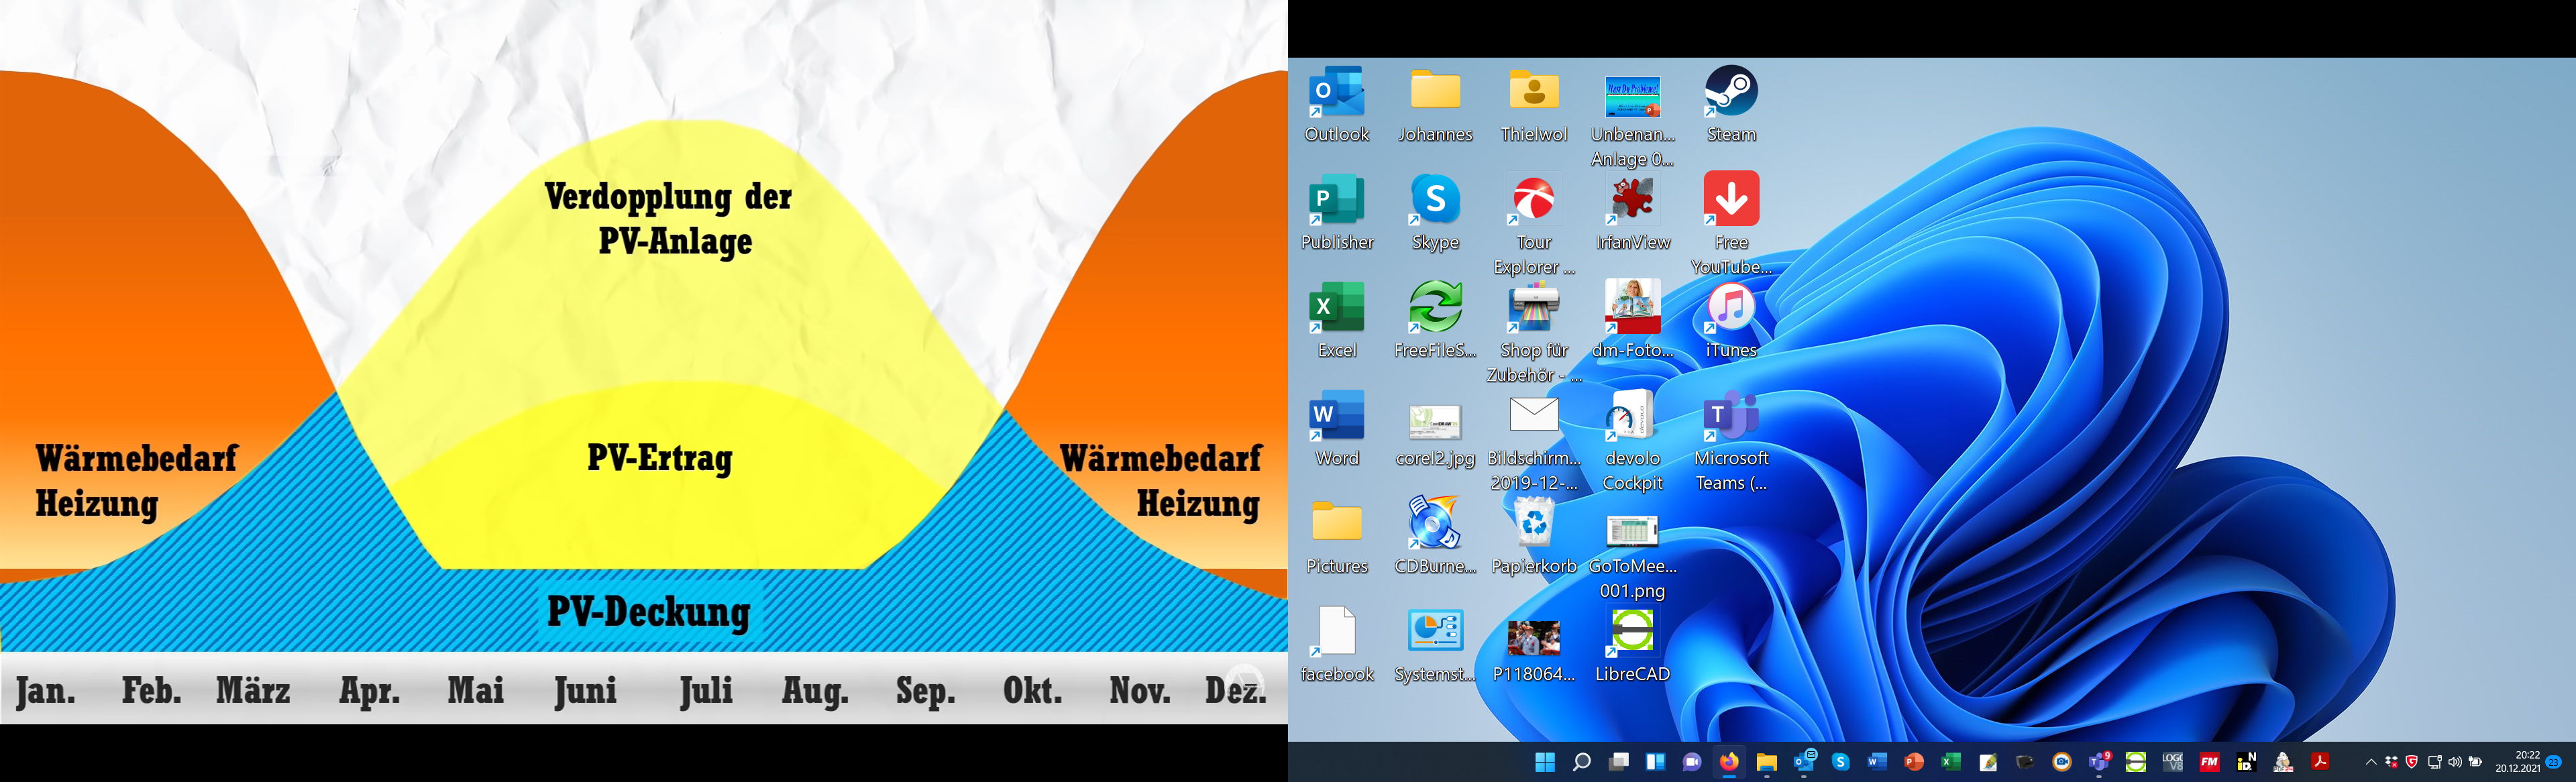 Verdopplung der
PV-Anlage
PV-Ertrag
Wärmebedarf
Heizung
Wärmebedarf
Heizung
PV-Deckung
Jan. Feb. März Apr. Mai Juni Juli Aug. Sep. Okt. Nov. Dez.
Outlook Johannes Thielwol Unbenan... Steam
Anlage 0...
Publisher Skype Tour IrfanView Free
Explorer ... YouTube...
Excel FreeFileS... Shop für dm-Foto... iTunes
Zubehör - ...
Word corel2.jpg Bildschirm... devolo Microsoft
2019-12-... Cockpit Teams (...
Pictures CDBurne... Papierkorb GoToMee...
001.png
facebook Systemst... P118064... LibreCAD
20:22
20.12.2021 23